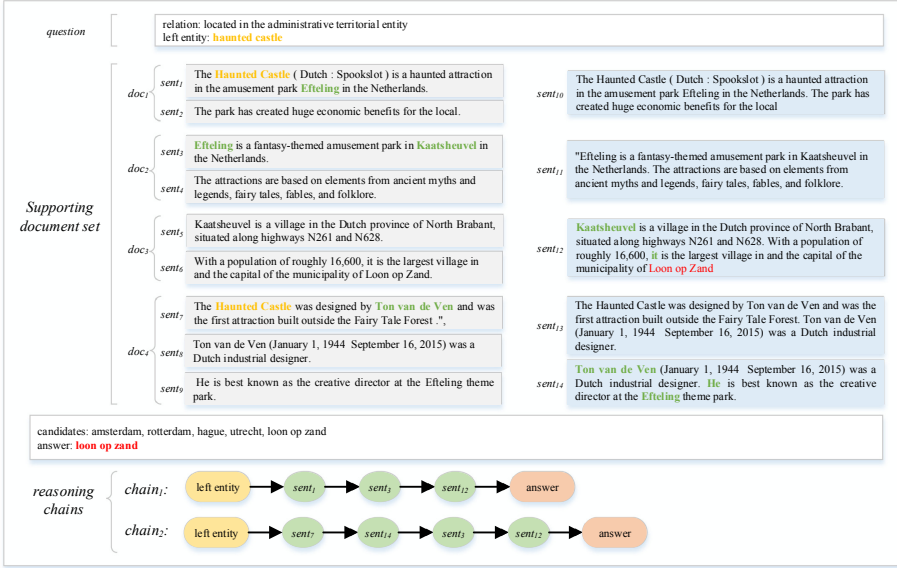 question
relation: located in the administrative territorial entity
left entity: haunted castle
Supporting
document set
doc1
sent1
The Haunted Castle ( Dutch : Spookslot ) is a haunted attraction
in the amusement park Efteling in the Netherlands.
sent2
The park has created huge economic benefits for the local.
sent10
The Haunted Castle ( Dutch : Spookslot ) is a haunted attraction
in the amusement park Efteling in the Netherlands. The park has
created huge economic benefits for the local
doc2
sent3
Efteling is a fantasy-themed amusement park in Kaatsheuvel in
the Netherlands.
sent4
The attractions are based on elements from ancient myths and
legends, fairy tales, fables, and folklore.
sent11
"Efteling is a fantasy-themed amusement park in Kaatsheuvel in
the Netherlands. The attractions are based on elements from
ancient myths and legends, fairy tales, fables, and folklore.
doc3
sent5
Kaatsheuvel is a village in the Dutch province of North Brabant,
situated along highways N261 and N628.
sent6
With a population of roughly 16,600, it is the largest village in
and the capital of the municipality of Loon op Zand.
sent12
Kaatsheuvel is a village in the Dutch province of North Brabant,
situated along highways N261 and N628. With a population of
roughly 16,600, it is the largest village in and the capital of the
municipality of Loon op Zand
doc4
sent7
The Haunted Castle was designed by Ton van de Ven and was
the first attraction built outside the Fairy Tale Forest .",
sent8
Ton van de Ven (January 1, 1944 September 16, 2015) was a
Dutch industrial designer.
sent9
He is best known as the creative director at the Efteling theme
park.
sent13
The Haunted Castle was designed by Ton van de Ven and was the
first attraction built outside the Fairy Tale Forest. Ton van de Ven
(January 1, 1944 September 16, 2015) was a Dutch industrial
designer.
sent14
Ton van de Ven (January 1, 1944 September 16, 2015) was a
Dutch industrial designer. He is best known as the creative
director at the Efteling theme park.
candidates: amsterdam, rotterdam, hague, utrecht, loon op zand
answer: loon op zand
reasoning
chains
chain1:
left entity
sent1
sent3
sent12
answer
chain2:
left entity
sent7
sent14
sent3
sent12
answer